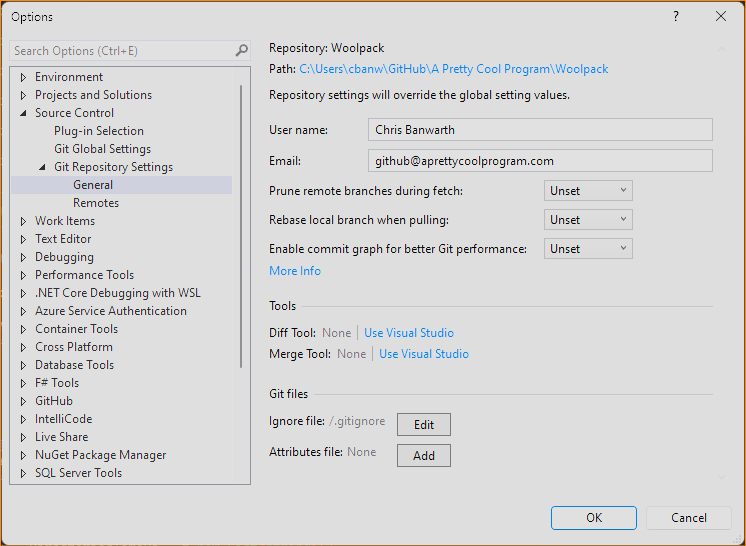 Options
?
Search Options (Ctrl+E)
Environment
Projects and Solutions
Source Control
Plug-in Selection
Git Global Settings
Git Repository Settings
General
Remotes
Work Items
Text Editor
Debugging
Performance Tools
.NET Core Debugging with WSL
Azure Service Authentication
Container Tools
Cross Platform
Database Tools
F# Tools
GitHub
IntelliCode
Live Share
NuGet Package Manager
SQL Server Tools
Repository: Woolpack
Path: C:\Users\cbanw\GitHub\A Pretty Cool Program\Woolpack
Repository settings will override the global setting values.
User name: Chris Banwarth
Email: github@aprettycoolprogram.com
Prune remote branches during fetch: Unset
Rebase local branch when pulling: Unset
Enable commit graph for better Git performance: Unset
More Info
Tools
Diff Tool: None | Use Visual Studio
Merge Tool: None | Use Visual Studio
Git files
Ignore file: /.gitignore Edit
Attributes file: None Add
OK Cancel